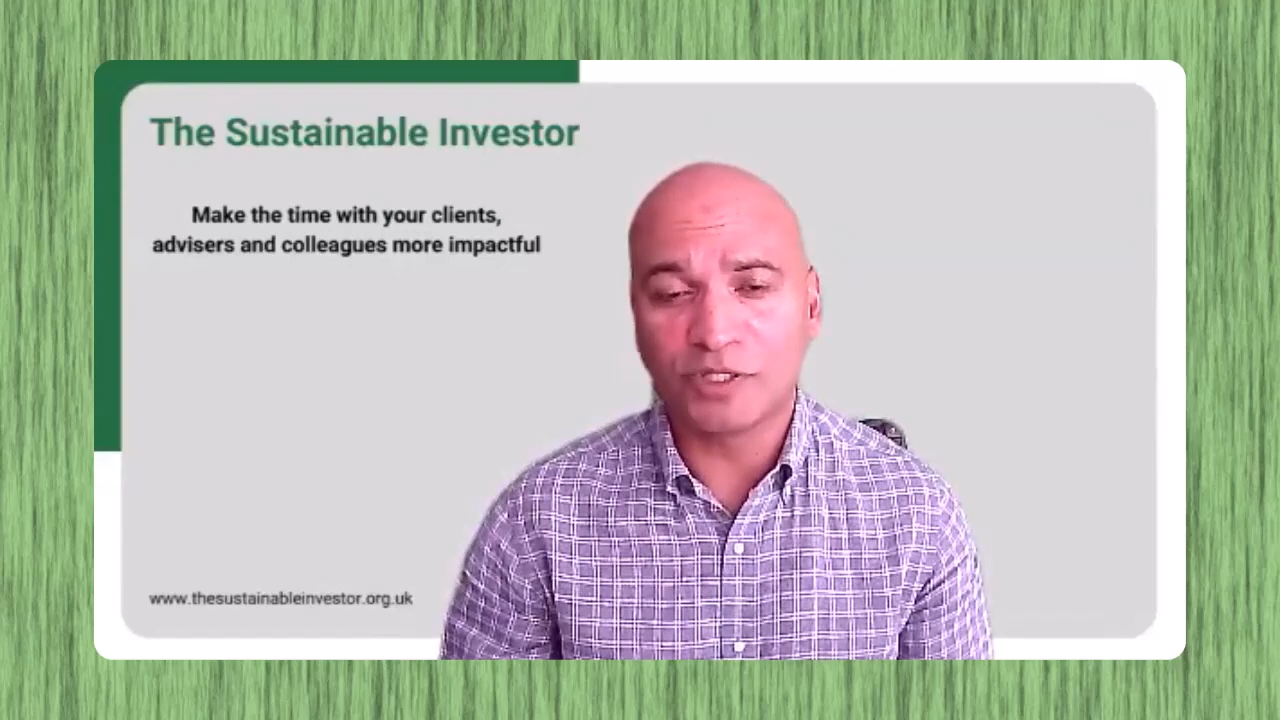 The Sustainable Investor
Make the time with your clients,
advisers and colleagues more impactful
www.thesustainableinvestor.org.uk